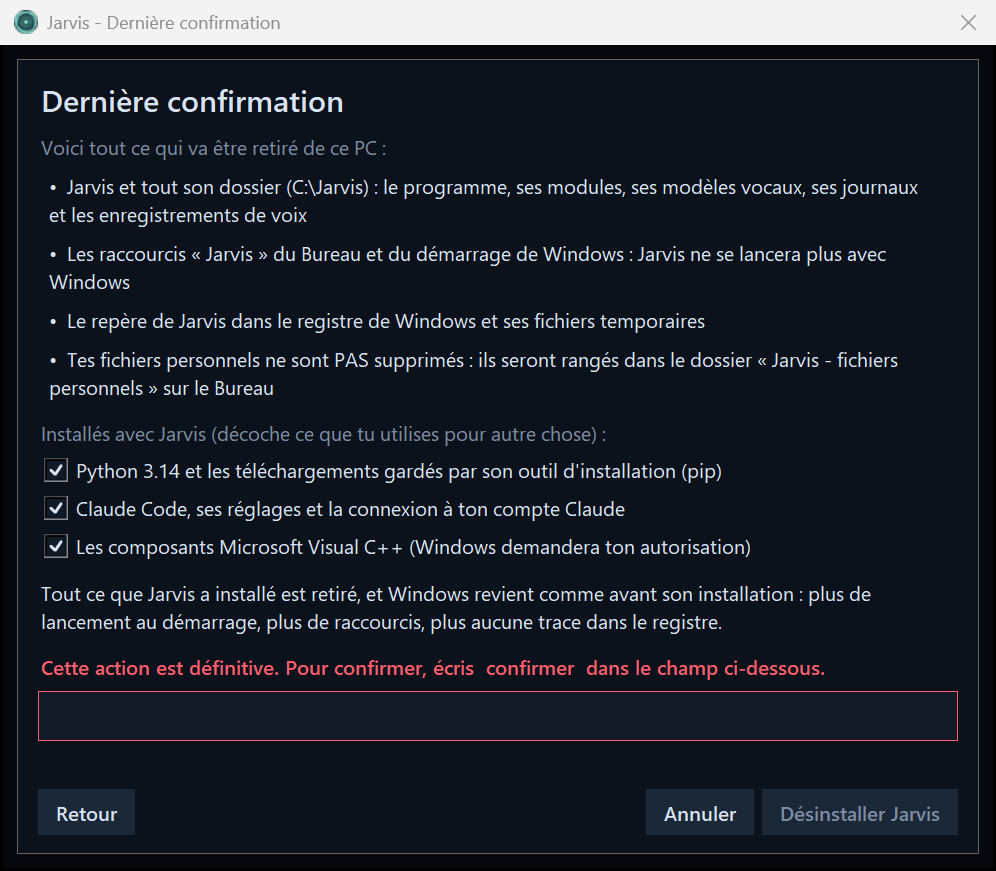 Jarvis - Dernière confirmation
Dernière confirmation
Voici tout ce qui va être retiré de ce PC :
• Jarvis et tout son dossier (C:\Jarvis) : le programme, ses modules, ses modèles vocaux, ses journaux
et les enregistrements de voix
• Les raccourcis « Jarvis » du Bureau et du démarrage de Windows : Jarvis ne se lancera plus avec
Windows
• Le repère de Jarvis dans le registre de Windows et ses fichiers temporaires
• Tes fichiers personnels ne sont PAS supprimés : ils seront rangés dans le dossier « Jarvis - fichiers
personnels » sur le Bureau
Installés avec Jarvis (décoche ce que tu utilises pour autre chose) :
Python 3.14 et les téléchargements gardés par son outil d'installation (pip)
Claude Code, ses réglages et la connexion à ton compte Claude
Les composants Microsoft Visual C++ (Windows demandera ton autorisation)
Tout ce que Jarvis a installé est retiré, et Windows revient comme avant son installation : plus de
lancement au démarrage, plus de raccourcis, plus aucune trace dans le registre.
Cette action est définitive. Pour confirmer, écris confirmer dans le champ ci-dessous.
Retour
Annuler
Désinstaller Jarvis